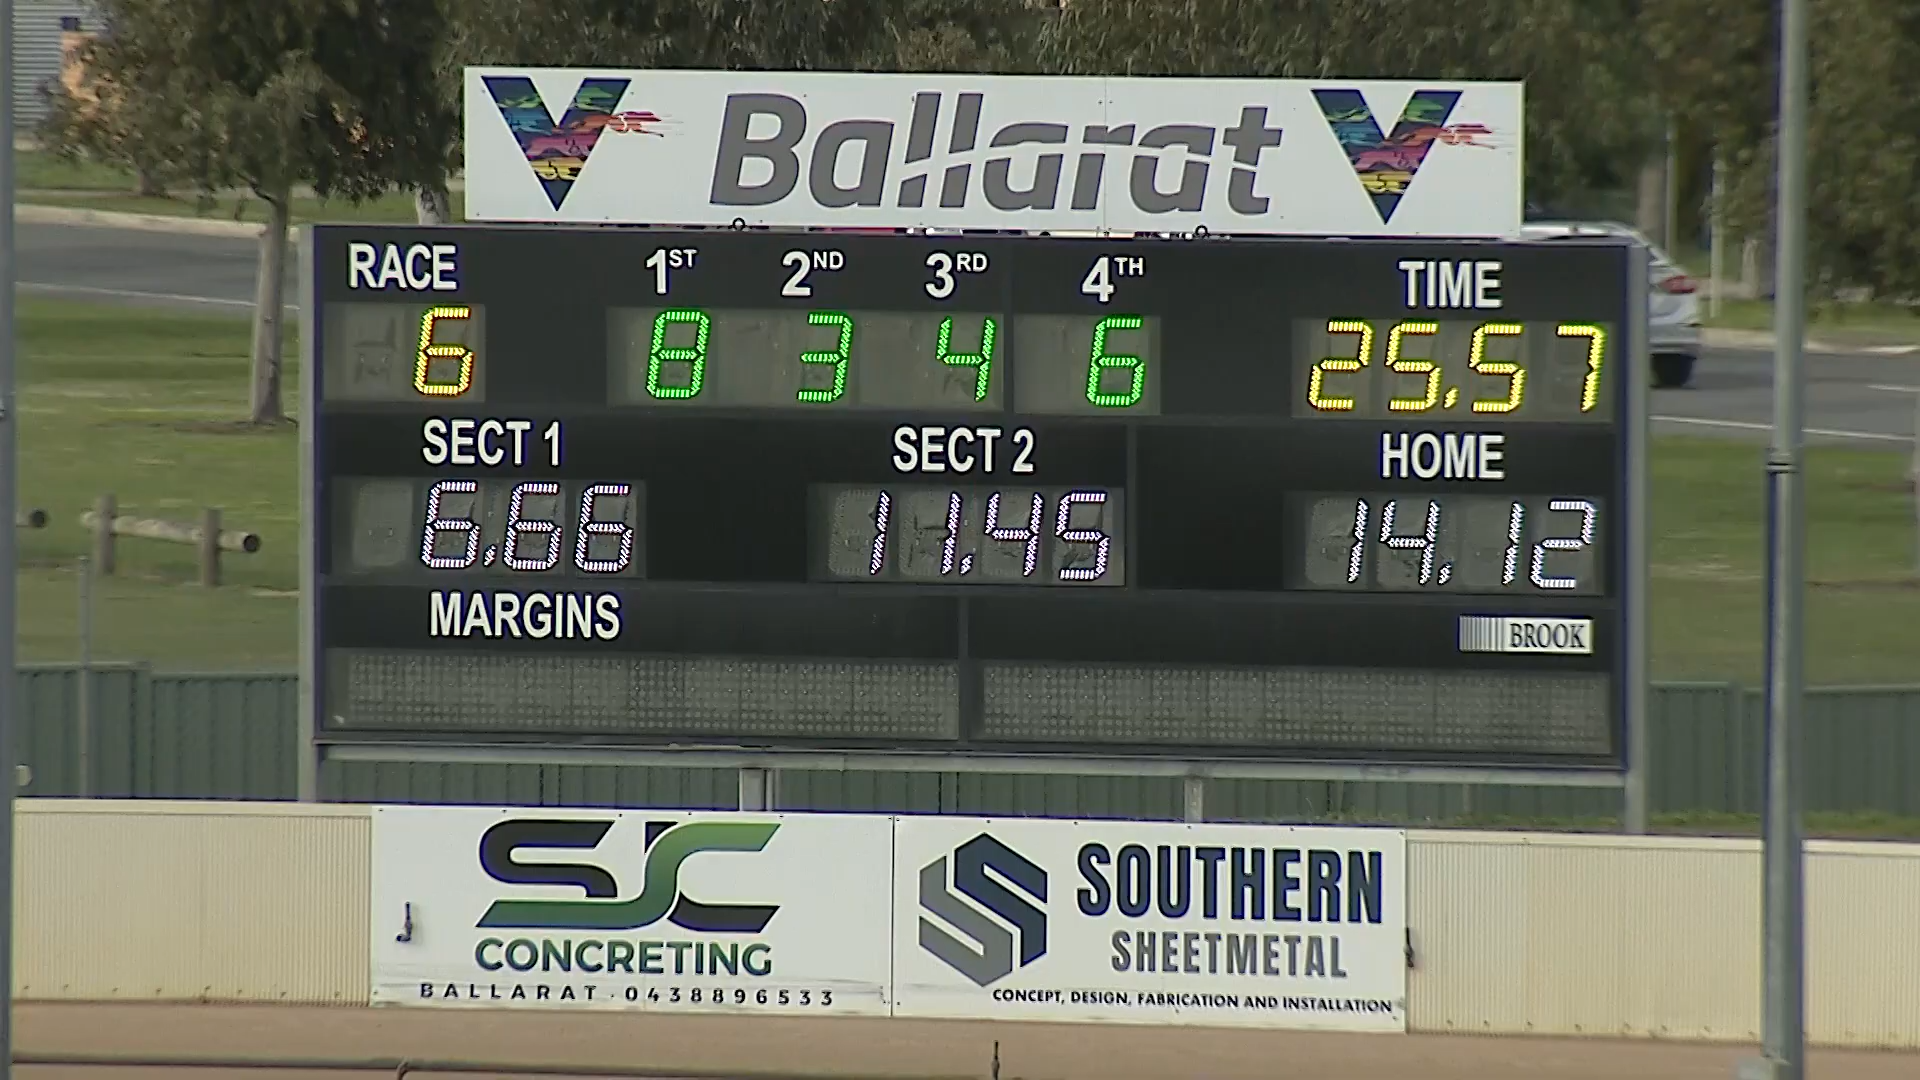 Ballarat
RACE 1ST 2ND 3RD 4TH TIME
6 8 3 4 6 25.57
SECT 1 SECT 2 HOME
6.66 11.45 14.12
MARGINS
BROOK
SJC
CONCRETING
BALLARAT · 0438896533
SOUTHERN
SHEETMETAL
CONCEPT, DESIGN, FABRICATION AND INSTALLATION